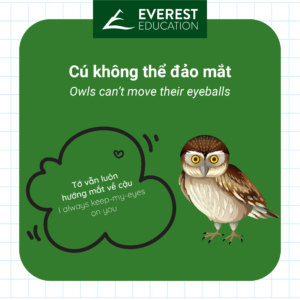 EVEREST
EDUCATION
Cú không thể đảo mắt
Owls can't move their eyeballs
Tớ vẫn luôn
hướng mắt về cậu
I always keep-my-eyes
on you